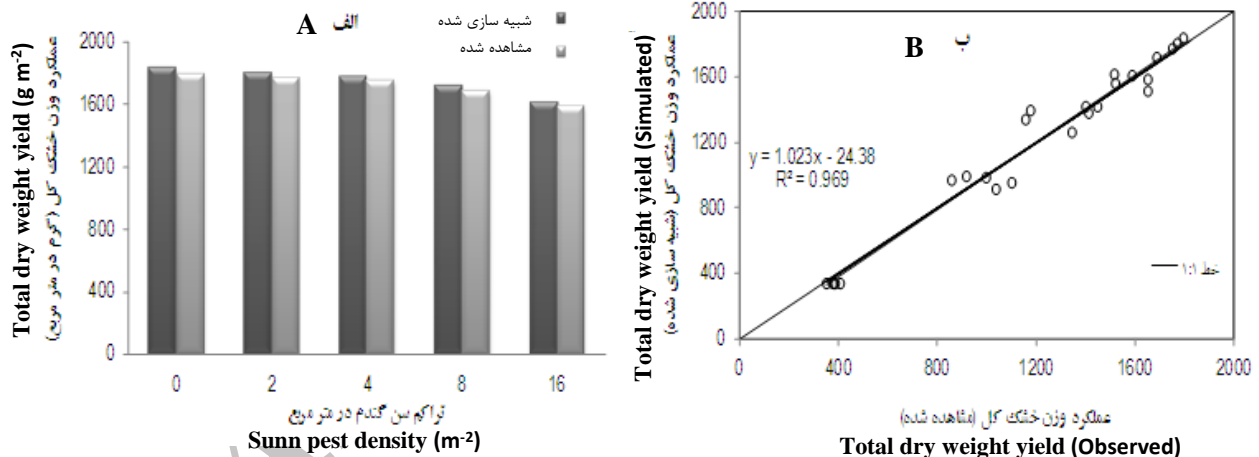 A الف
شبیه سازی شده
مشاهده شده
Total dry weight yield (g m-2)
عملکرد وزن خشک کل (گرم در متر مربع)
2000
1600
1200
800
400
0
0 2 4 8 16
تراکم سن گندم در متر مربع
Sunn pest density (m-2)
B ب
Total dry weight yield (Simulated)
عملکرد وزن خشک کل (شبیه سازی شده)
2000
1600
1200
800
400
0
y = 1.023x - 24.38
R² = 0.969
خط ۱:۱
0 400 800 1200 1600 2000
عملکرد وزن خشک کل (مشاهده شده)
Total dry weight yield (Observed)